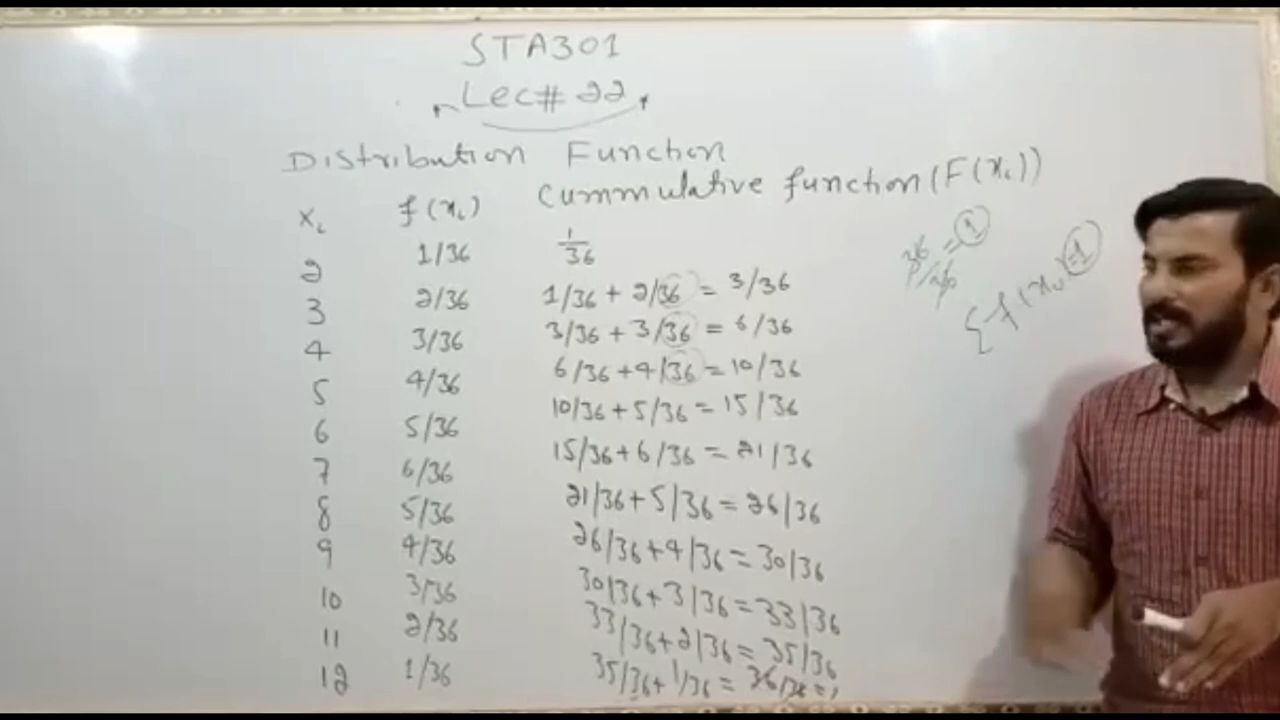 STA301
Lec# 22
Distribution Function
xᵢ f(xᵢ) Cummulative function (F(xᵢ))
2 1/36 1/36
3 2/36 1/36 + 2/36 = 3/36
4 3/36 3/36 + 3/36 = 6/36
5 4/36 6/36 + 4/36 = 10/36
6 5/36 10/36 + 5/36 = 15/36
7 6/36 15/36 + 6/36 = 21/36
8 5/36 21/36 + 5/36 = 26/36
9 4/36 26/36 + 4/36 = 30/36
10 3/36 30/36 + 3/36 = 33/36
11 2/36 33/36 + 2/36 = 35/36
12 1/36 35/36 + 1/36 = 36/36 = 1
36/36 = 1
Σf(xᵢ) = 1